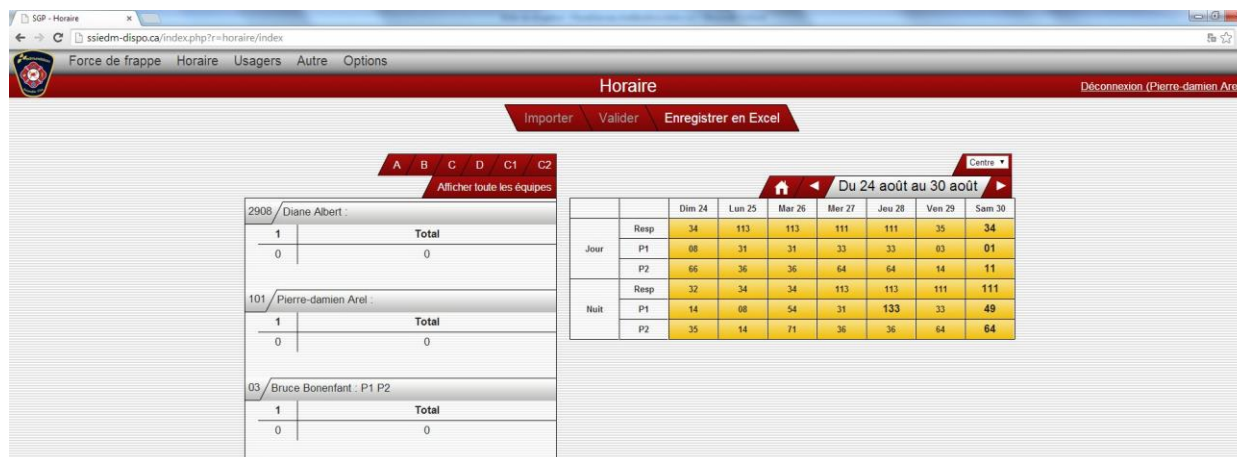 SGP - Horaire
ssiedm-dispo.ca/index.php?r=horaire/index
Force de frappe Horaire Usagers Autre Options
Horaire
Déconnexion (Pierre-damien Are
Importer Valider Enregistrer en Excel
A B C D C1 C2
Afficher toute les équipes
2908 Diane Albert :
1 Total
0 0
101 Pierre-damien Arel :
1 Total
0 0
03 Bruce Bonenfant : P1 P2
1 Total
0 0
Centre
Du 24 août au 30 août
Dim 24 Lun 25 Mar 26 Mer 27 Jeu 28 Ven 29 Sam 30
Resp 34 113 113 111 111 35 34
Jour P1 08 31 31 33 33 03 01
P2 66 36 36 64 64 14 11
Resp 32 34 34 113 113 111 111
Nuit P1 14 08 54 31 133 33 49
P2 35 14 71 36 36 64 64